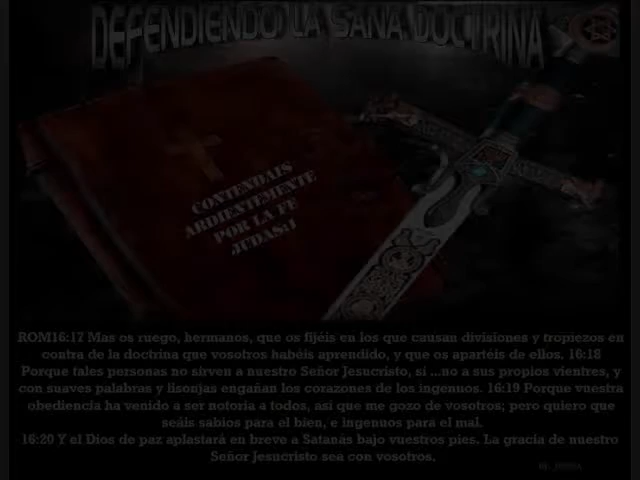 DEFENDIENDO LA SANA DOCTRINA
CONTENDAIS
ARDIENTEMENTE
POR LA FE
JUDAS:1
ROM16:17 Mas os ruego, hermanos, que os fijéis en los que causan divisiones y tropiezos en
contra de la doctrina que vosotros habéis aprendido, y que os apartéis de ellos. 16:18
Porque tales personas no sirven a nuestro Señor Jesucristo, si ...no a sus propios vientres, y
con suaves palabras y lisonjas engañan los corazones de los ingenuos. 16:19 Porque vuestra
obediencia ha venido a ser notoria a todos, así que me gozo de vosotros; pero quiero que
seáis sabios para el bien, e ingenuos para el mal.
16:20 Y el Dios de paz aplastará en breve a Satanás bajo vuestros pies. La gracia de nuestro
Señor Jesucristo sea con vosotros.